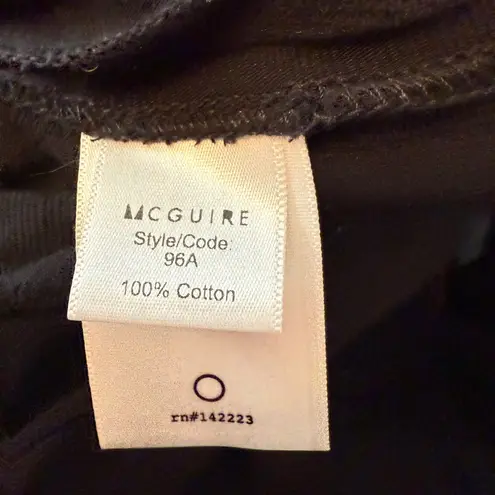 MCGUIRE
Style/Code:
96A
100% Cotton
rn#142223